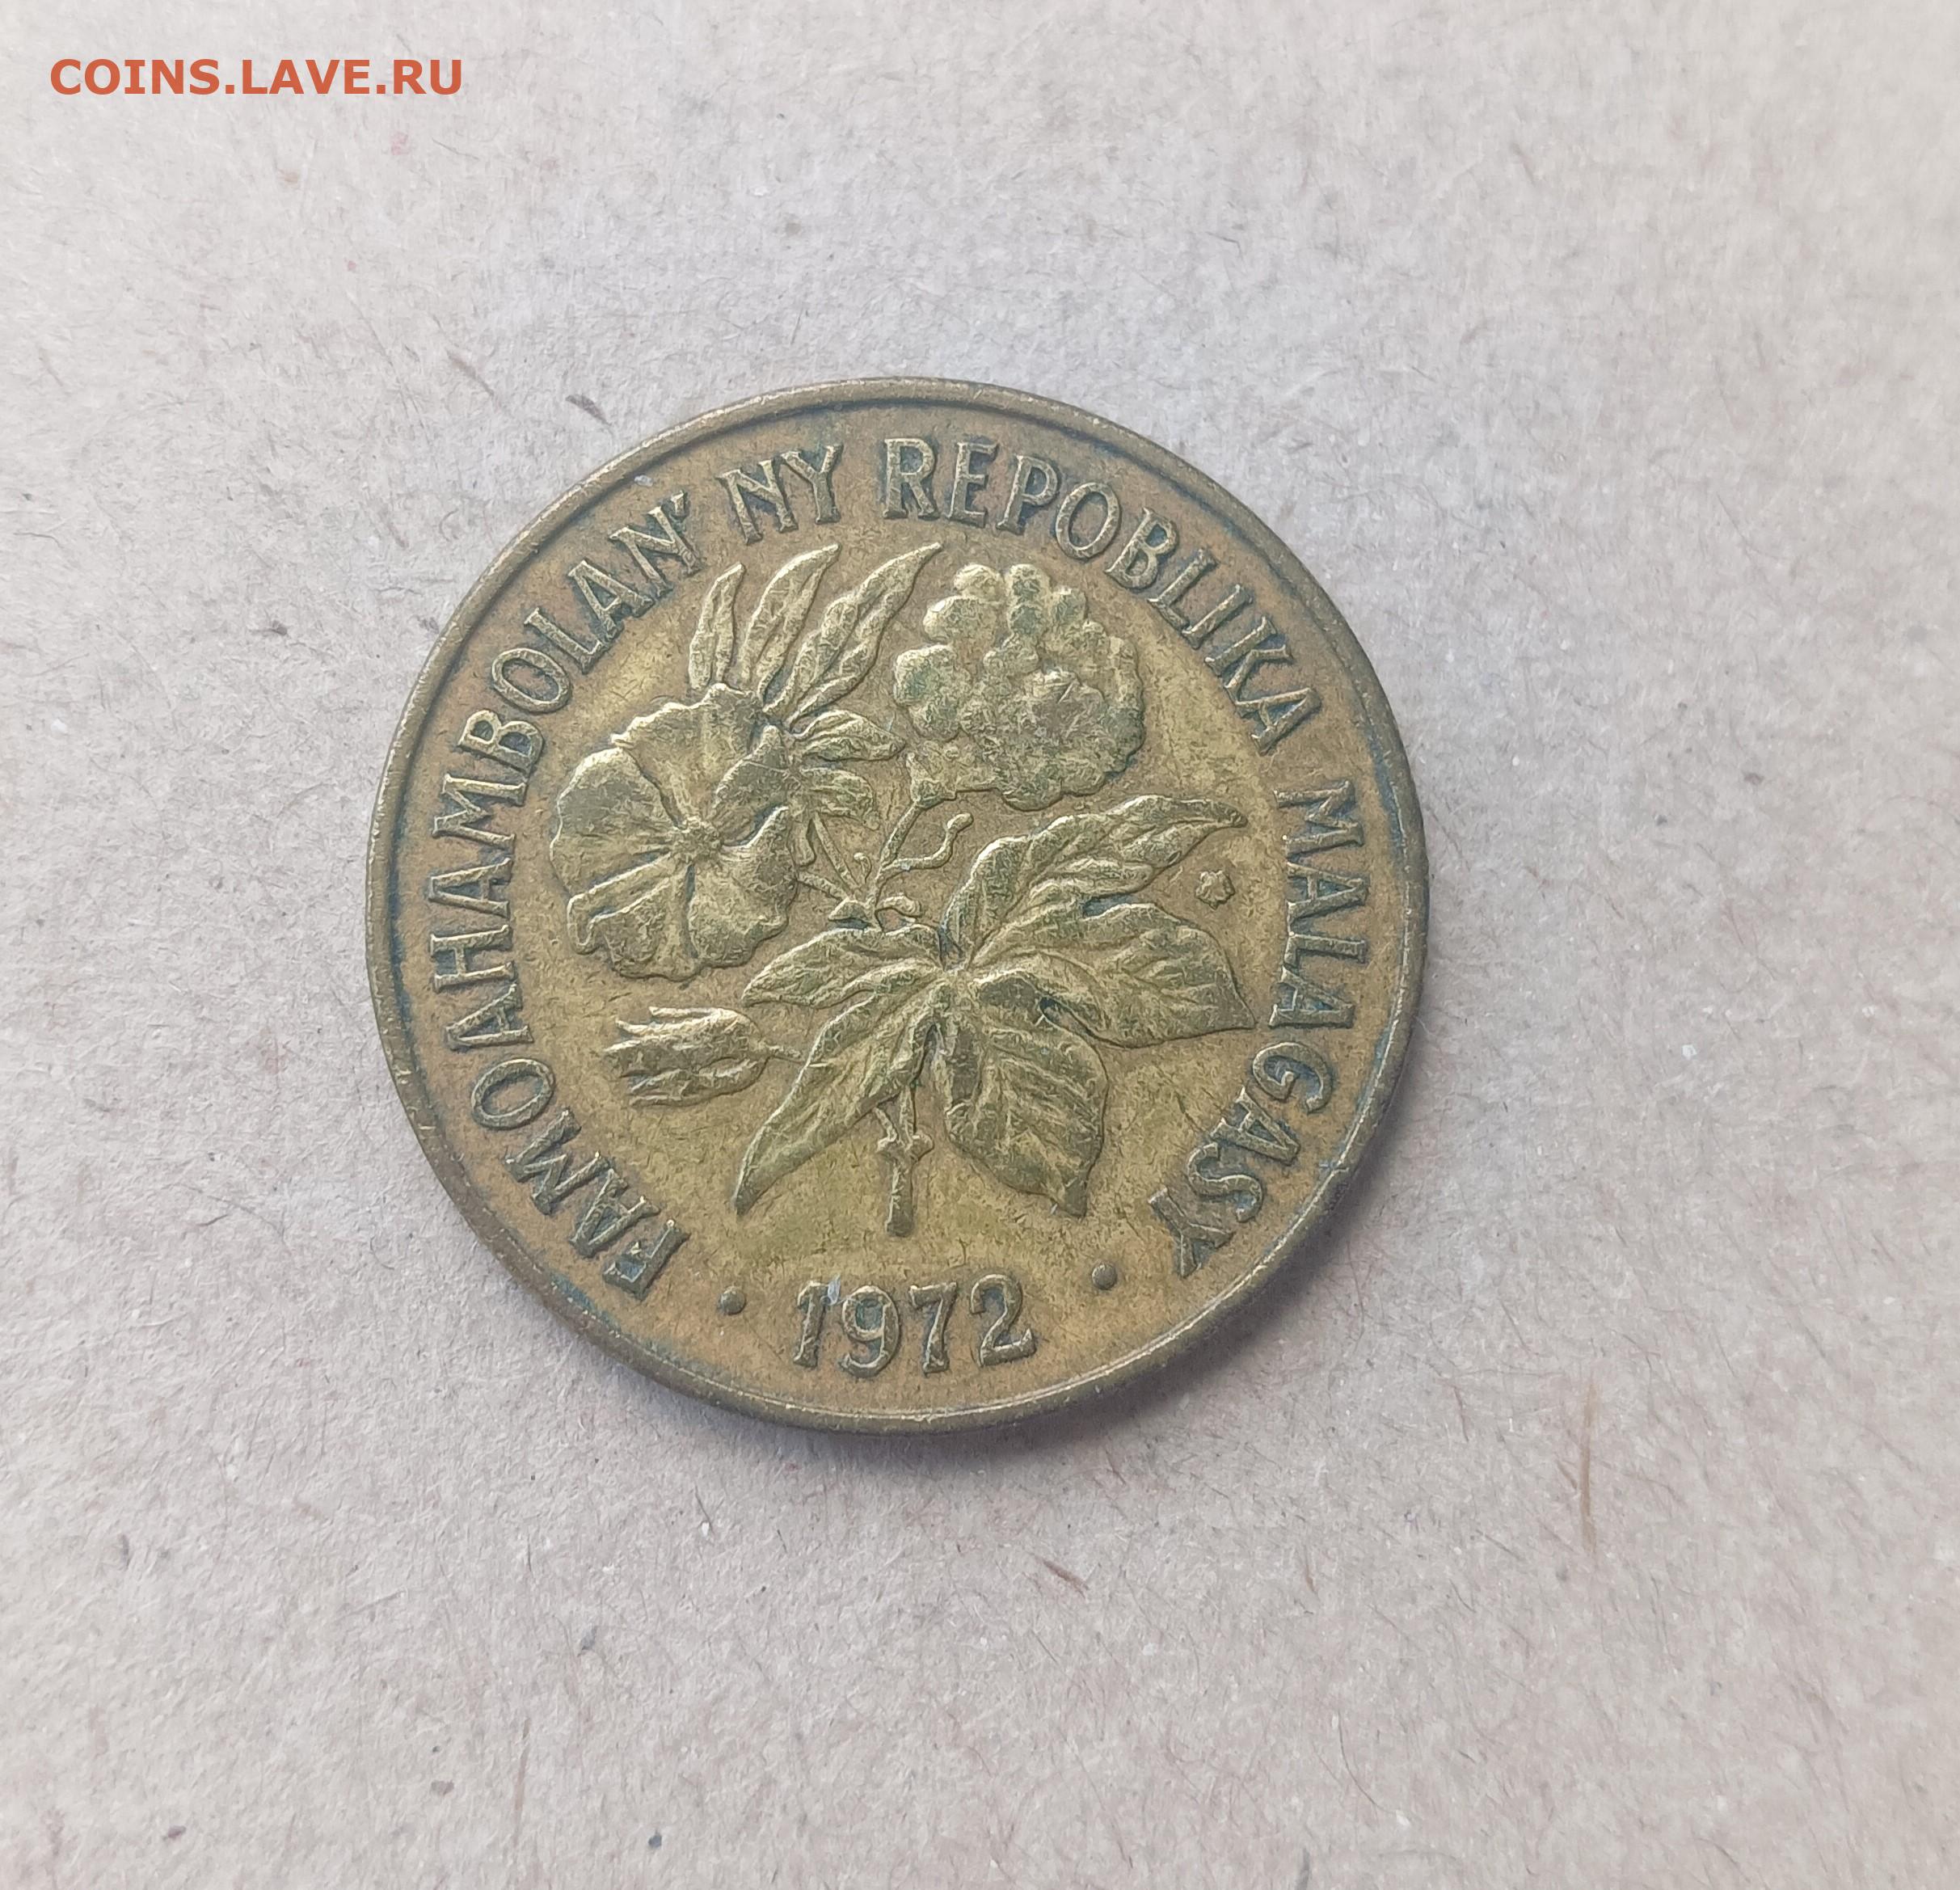 COINS.LAVE.RU
FAMOAHAMBOLAN' NY REPOBLIKA MALAGASY
• 1972 •